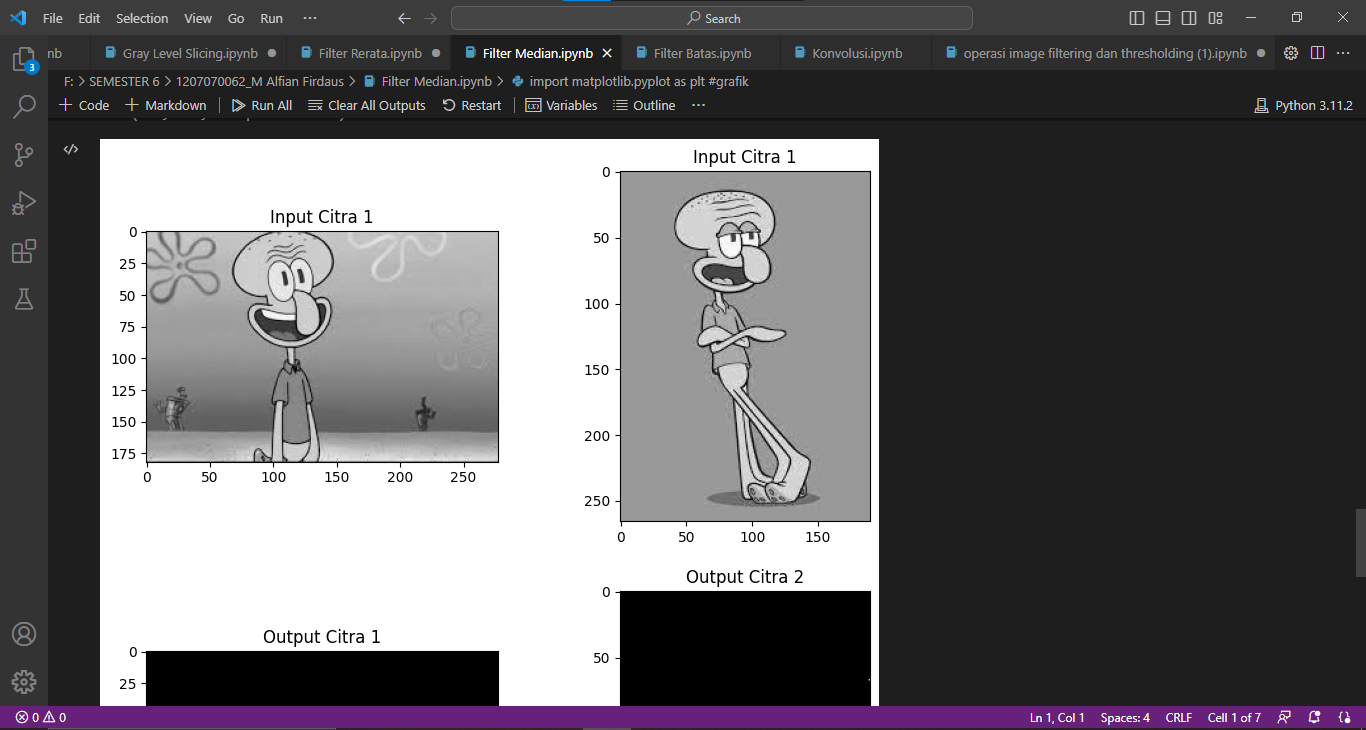 File Edit Selection View Go Run ··· Search
nb Gray Level Slicing.ipynb Filter Rerata.ipynb Filter Median.ipynb Filter Batas.ipynb Konvolusi.ipynb operasi image filtering dan thresholding (1).ipynb ···
3
F: > SEMESTER 6 > 1207070062_M Alfian Firdaus > Filter Median.ipynb > import matplotlib.pyplot as plt #grafik
+ Code + Markdown Run All Clear All Outputs Restart Variables Outline ··· Python 3.11.2
Input Citra 1
0
25
50
75
100
125
150
175
0 50 100 150 200 250
Input Citra 1
0
50
100
150
200
250
0 50 100 150
Output Citra 1
0
25
Output Citra 2
0
50
0 0 Ln 1, Col 1 Spaces: 4 CRLF Cell 1 of 7